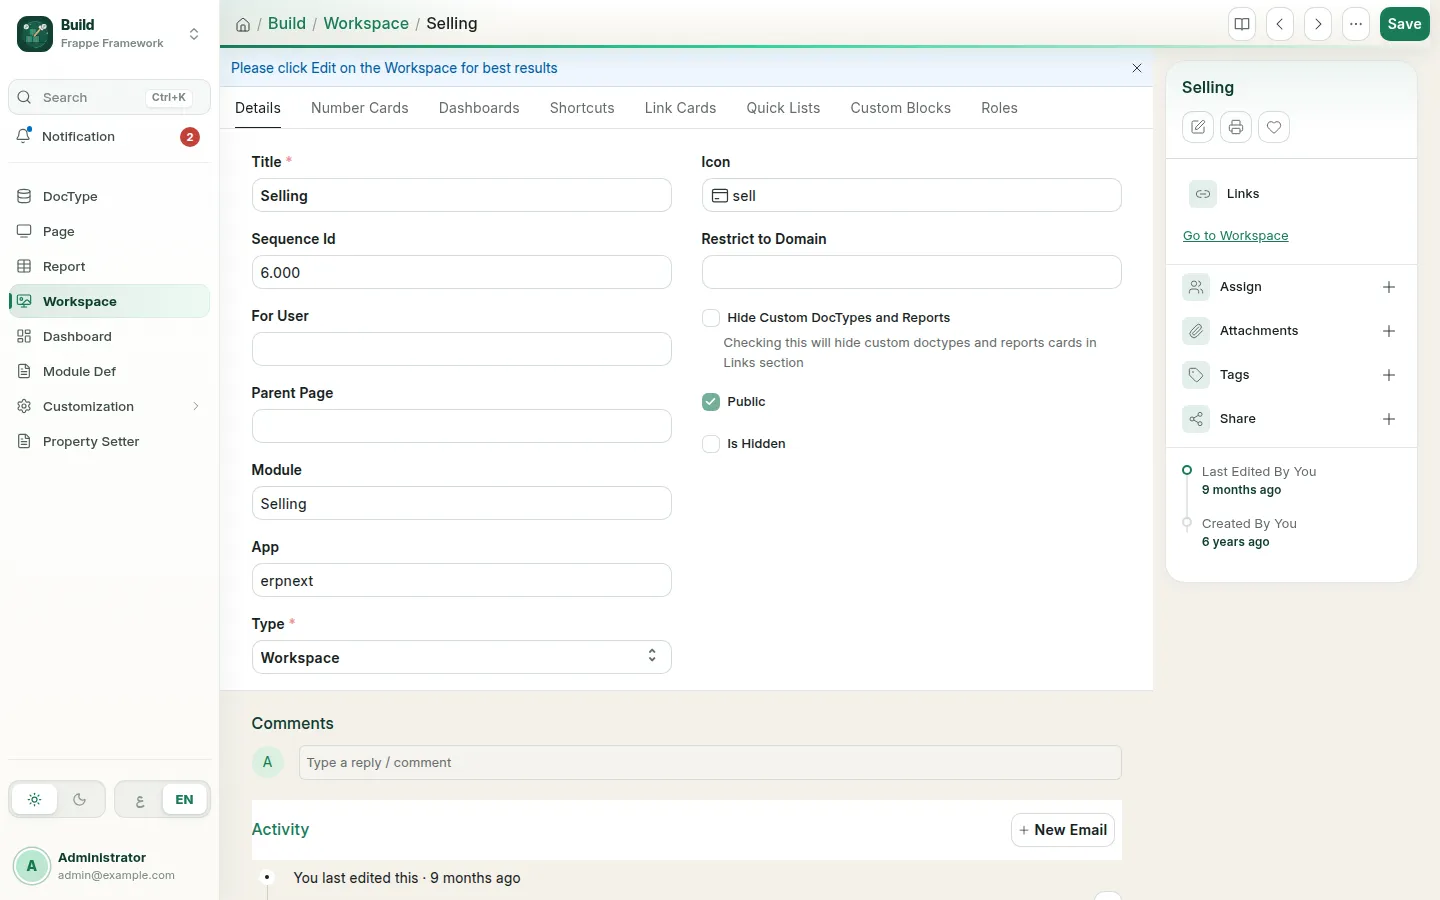 Build
Frappe Framework
Search
Ctrl+K
Notification
2
DocType
Page
Report
Workspace
Dashboard
Module Def
Customization
Property Setter
ع
EN
A
Administrator
admin@example.com
/ Build / Workspace / Selling
Save
Please click Edit on the Workspace for best results
Details
Number Cards
Dashboards
Shortcuts
Link Cards
Quick Lists
Custom Blocks
Roles
Title *
Selling
Sequence Id
6.000
For User
Parent Page
Module
Selling
App
erpnext
Type *
Workspace
Icon
sell
Restrict to Domain
Hide Custom DocTypes and Reports
Checking this will hide custom doctypes and reports cards in
Links section
Public
Is Hidden
Comments
A
Type a reply / comment
Activity
+ New Email
You last edited this · 9 months ago
Selling
Links
Go to Workspace
Assign
Attachments
Tags
Share
Last Edited By You
9 months ago
Created By You
6 years ago